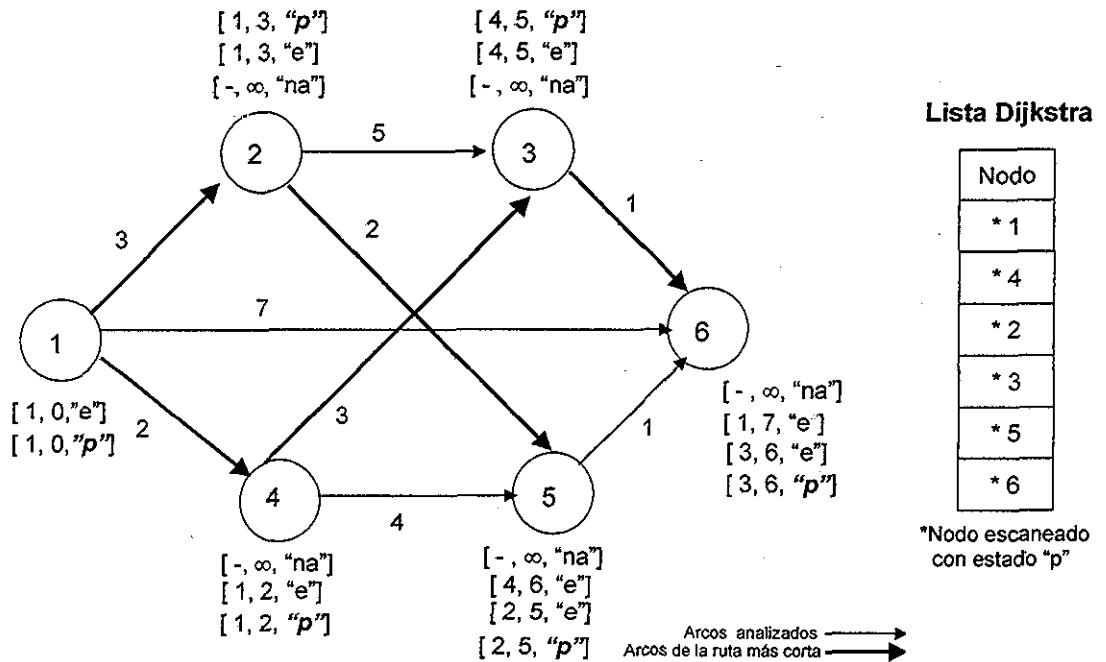 [ 1, 3, “p”]
[ 1, 3, “e”]
[ -, ∞, “na”]
[ 4, 5, “p”]
[ 4, 5, “e”]
[ -, ∞, “na”]
Lista Dijkstra
Nodo
* 1
* 4
* 2
* 3
* 5
* 6
*Nodo escaneado
con estado “p”
2
5
3
3
2
1
1
7
6
[ 1, 0,"e”]
[ 1, 0,“p”]
2
3
1
[ - , ∞, “na”]
[ 1, 7, “e”]
[ 3, 6, “e”]
[ 3, 6, “p”]
4
4
5
[ -, ∞, “na”]
[ 1, 2, “e”]
[ 1, 2, “p”]
[ -, ∞, “na”]
[ 4, 6, “e”]
[ 2, 5, “e”]
[ 2, 5, “p”]
Arcos analizados
Arcos de la ruta más corta